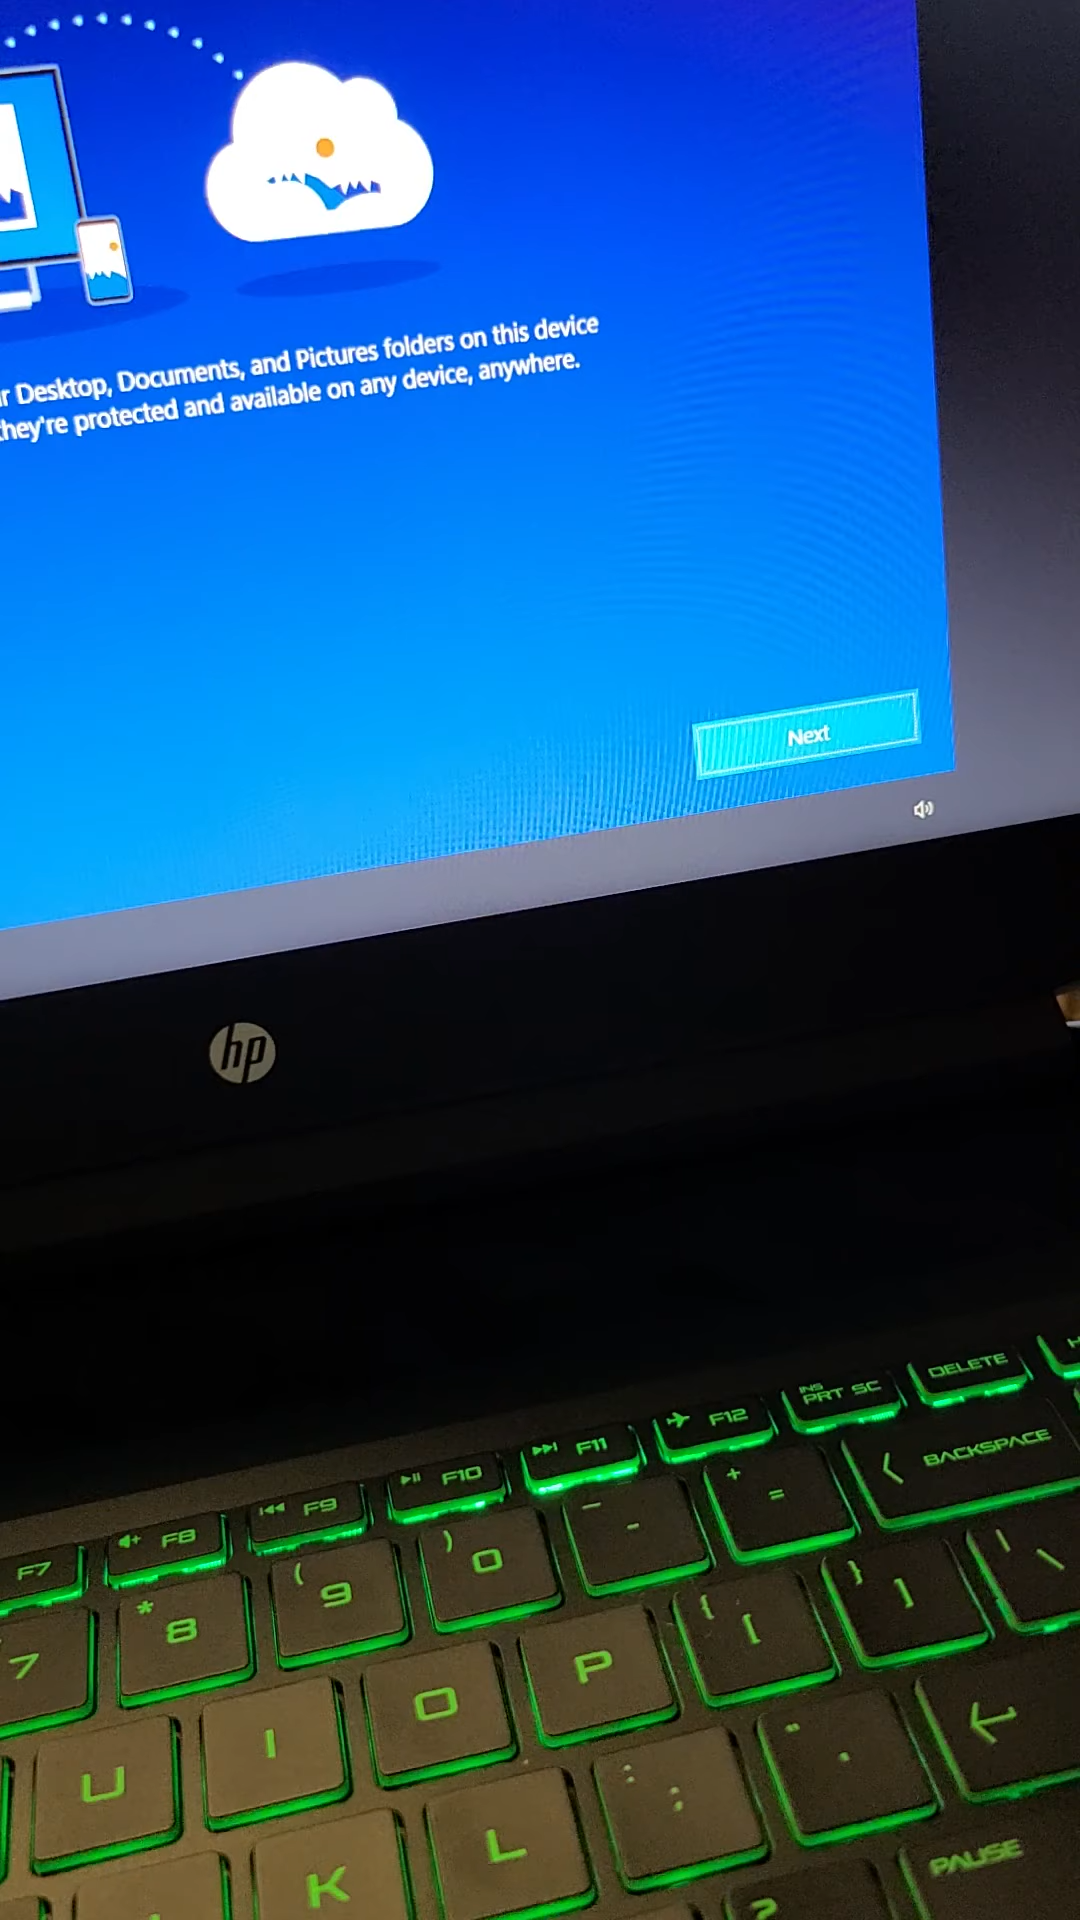 Desktop, Documents, and Pictures folders on this device
they're protected and available on any device, anywhere.
Next
hp
F7 F8 F9 F10 F11 F12 INS PRT SC DELETE
7 * 8 ( 9 ) 0 - + = BACKSPACE
U I O P { [ } ] \
K L : ; " ' PAUSE
?